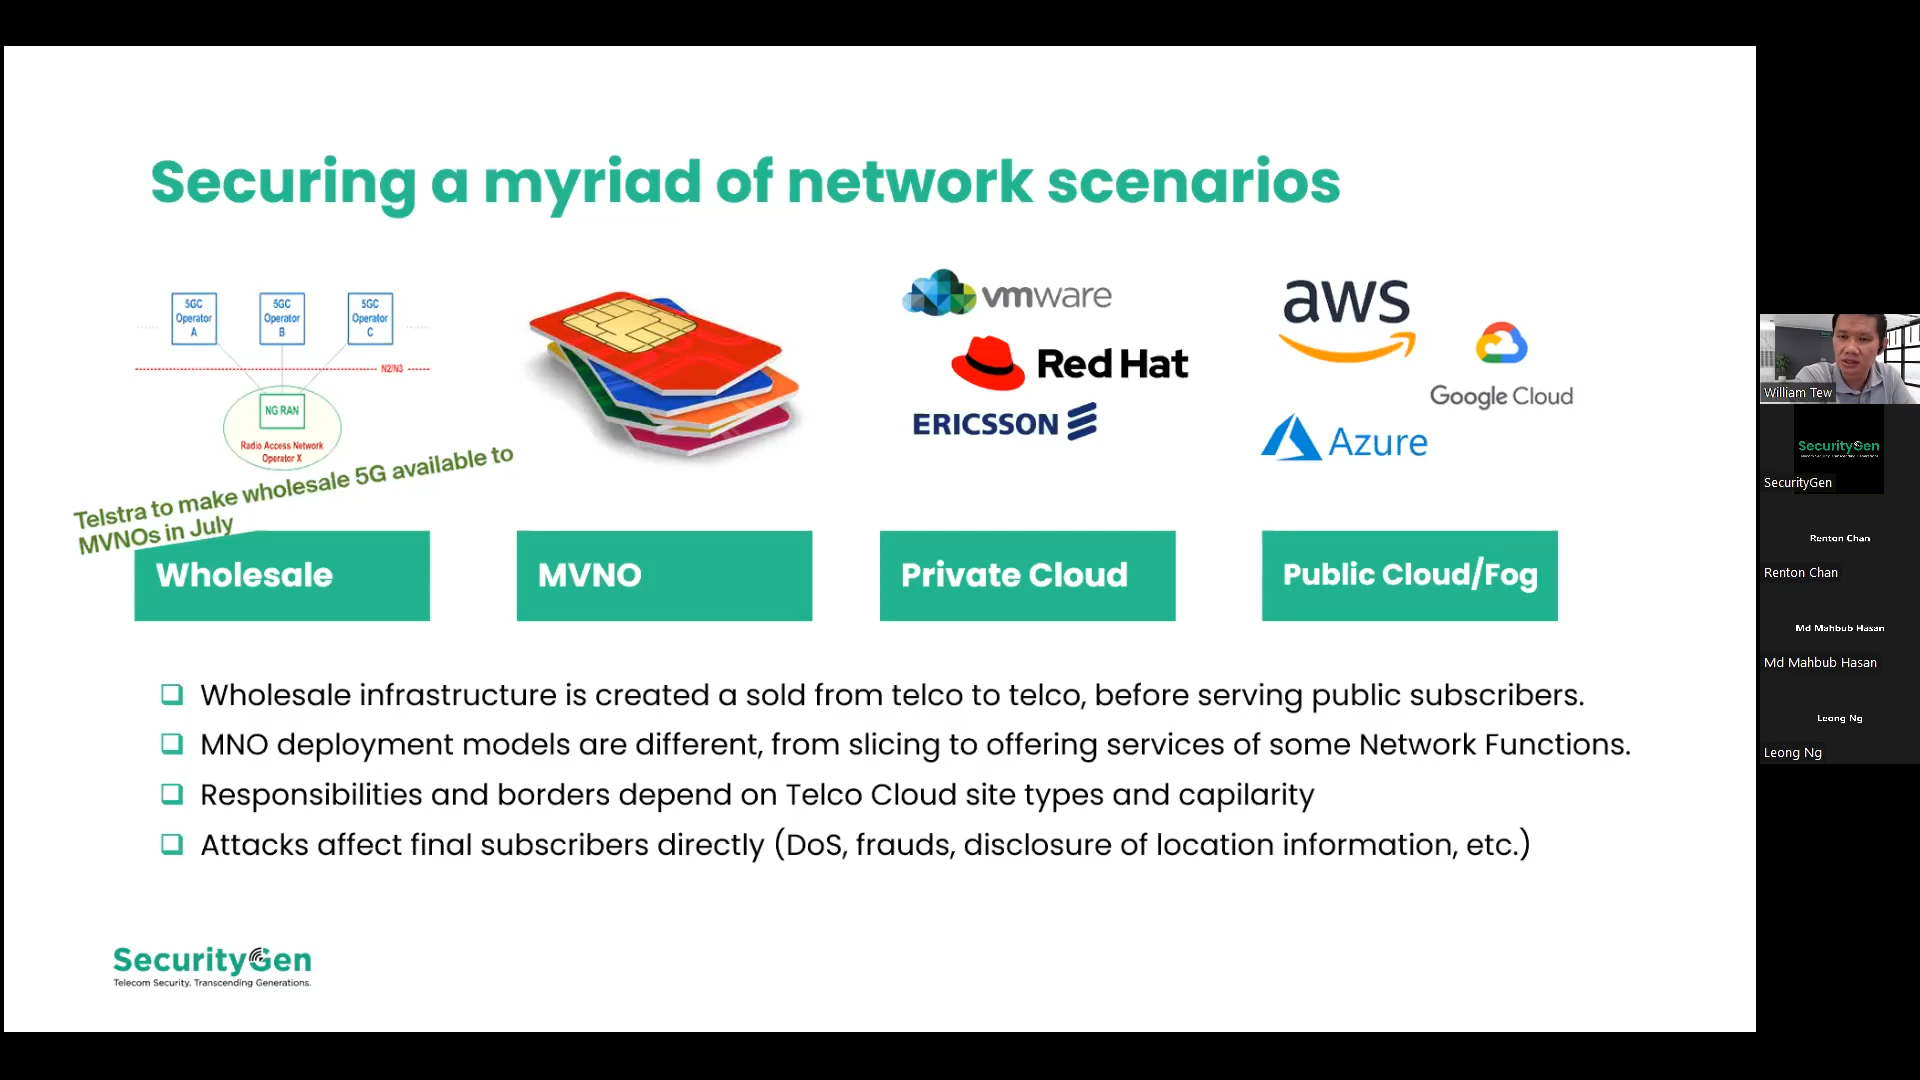 Securing a myriad of network scenarios
5GC
Operator
A
5GC
Operator
B
5GC
Operator
C
N2/N3
NG RAN
Radio Access Network
Operator X
Telstra to make wholesale 5G available to
MVNOs in July
vmware
Red Hat
ERICSSON
aws
Google Cloud
Azure
Wholesale
MVNO
Private Cloud
Public Cloud/Fog
Wholesale infrastructure is created a sold from telco to telco, before serving public subscribers.
MNO deployment models are different, from slicing to offering services of some Network Functions.
Responsibilities and borders depend on Telco Cloud site types and capilarity
Attacks affect final subscribers directly (DoS, frauds, disclosure of location information, etc.)
SecurityGen
Telecom Security. Transcending Generations.
William Tew
SecurityGen
Telecom Security. Transcending Generations.
SecurityGen
Renton Chan
Renton Chan
Md Mahbub Hasan
Md Mahbub Hasan
Leong Ng
Leong Ng